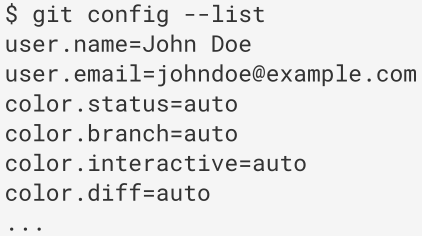 $ git config --list
user.name=John Doe
user.email=johndoe@example.com
color.status=auto
color.branch=auto
color.interactive=auto
color.diff=auto
...